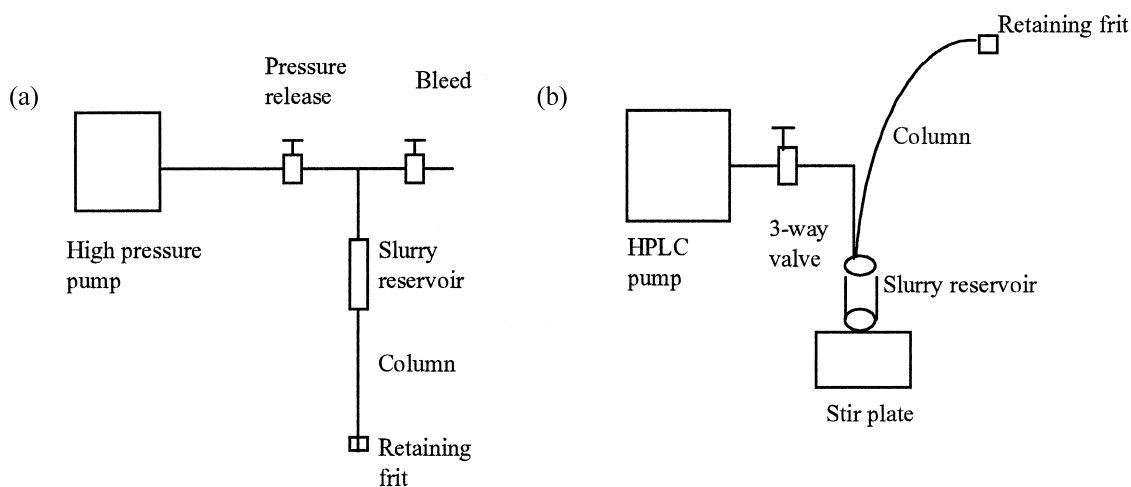 (a)
Pressure
release
Bleed
High pressure
pump
Slurry
reservoir
Column
Retaining
frit
(b)
Retaining frit
Column
3-way
valve
HPLC
pump
Slurry reservoir
Stir plate